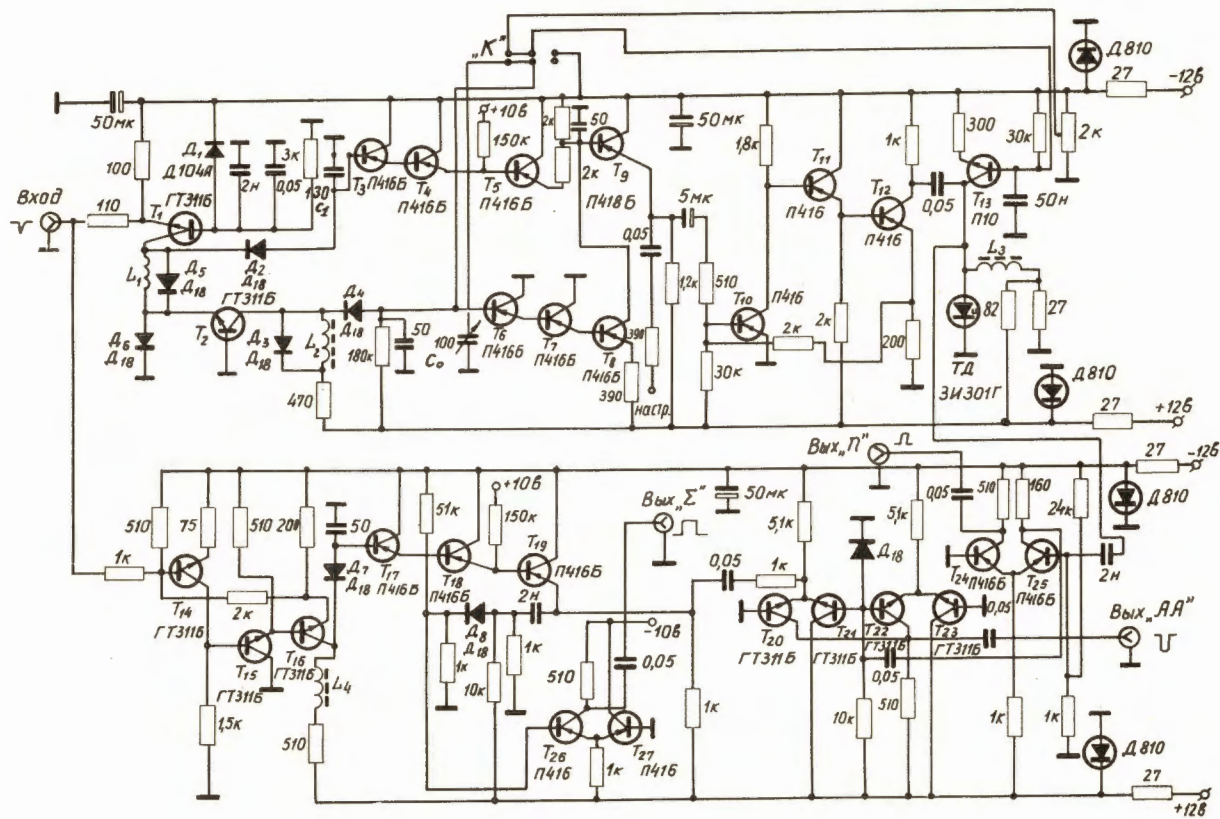 „К"
Д810
27
-12в
50мк
100
Д1
Д104А
2н
0,05
3к
130
С1
+10в
150к
2к
50
2к
50мк
1,8к
1к
300
30к
2к
Вход
110
Т1
ГТ311Б
Т3
П416Б
Т4
П416Б
Т5
П416Б
Т9
П418Б
Т11
П416
Т12
П416
0,05
Т13
П10
50н
L1
Д5
Д18
Д2
Д18
5мк
0,05
L3
ГТ311Б
Т2
Д6
Д18
Д3
Д18
L2
Д4
Д18
180к
50
100
С0
Т6
П416Б
Т7
П416Б
Т8
П416Б
390
390
настр.
1,2к
510
30к
Т10
П416
2к
2к
200
82
27
ТД
ЗИ301Г
Д810
470
27
+12в
Вых„П"
27
-12в
510
75
510
200
50
51к
+10в
150к
50мк
Вых„Σ"
5,1к
5,1к
0,05
510
160
24к
Д810
1к
Т14
ГТ311Б
2к
Д7
Д18
Т17
П416Б
Т18
П416Б
Т19
П416Б
2н
0,05
1к
Д18
Т24
П416Б
Т25
П416Б
2н
Т15
ГТ311Б
Т16
ГТ311Б
L4
Д8
Д18
1к
10к
1к
-10в
510
0,05
Т20
ГТ311Б
Т21
ГТ311Б
Т22
ГТ311Б
Т23
ГТ311Б
0,05
Вых„АА"
1,5к
510
Т26
П416
1к
Т27
П416
1к
10к
0,05
510
1к
1к
Д810
27
+12в